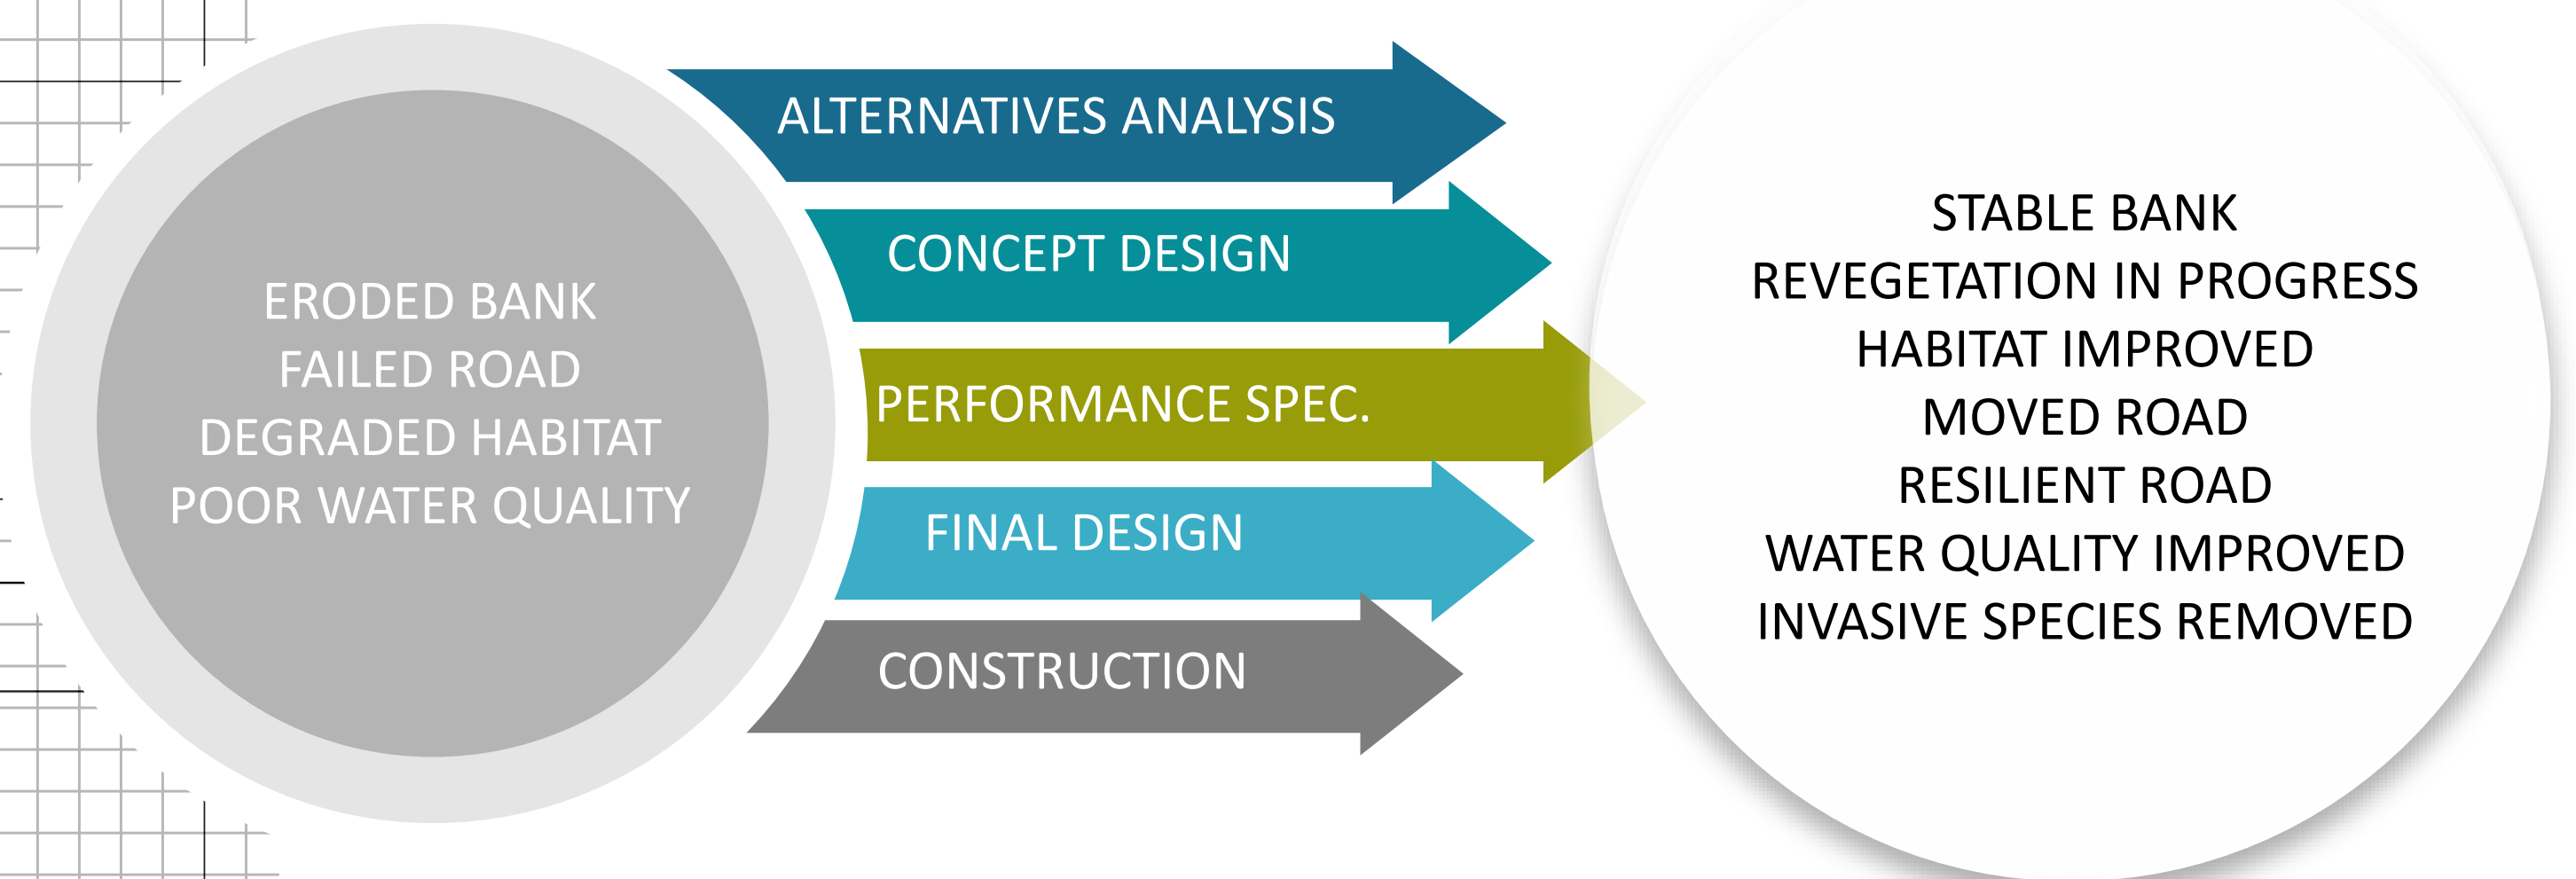 ERODED BANK
FAILED ROAD
DEGRADED HABITAT
POOR WATER QUALITY
ALTERNATIVES ANALYSIS
CONCEPT DESIGN
PERFORMANCE SPEC.
FINAL DESIGN
CONSTRUCTION
STABLE BANK
REVEGETATION IN PROGRESS
HABITAT IMPROVED
MOVED ROAD
RESILIENT ROAD
WATER QUALITY IMPROVED
INVASIVE SPECIES REMOVED